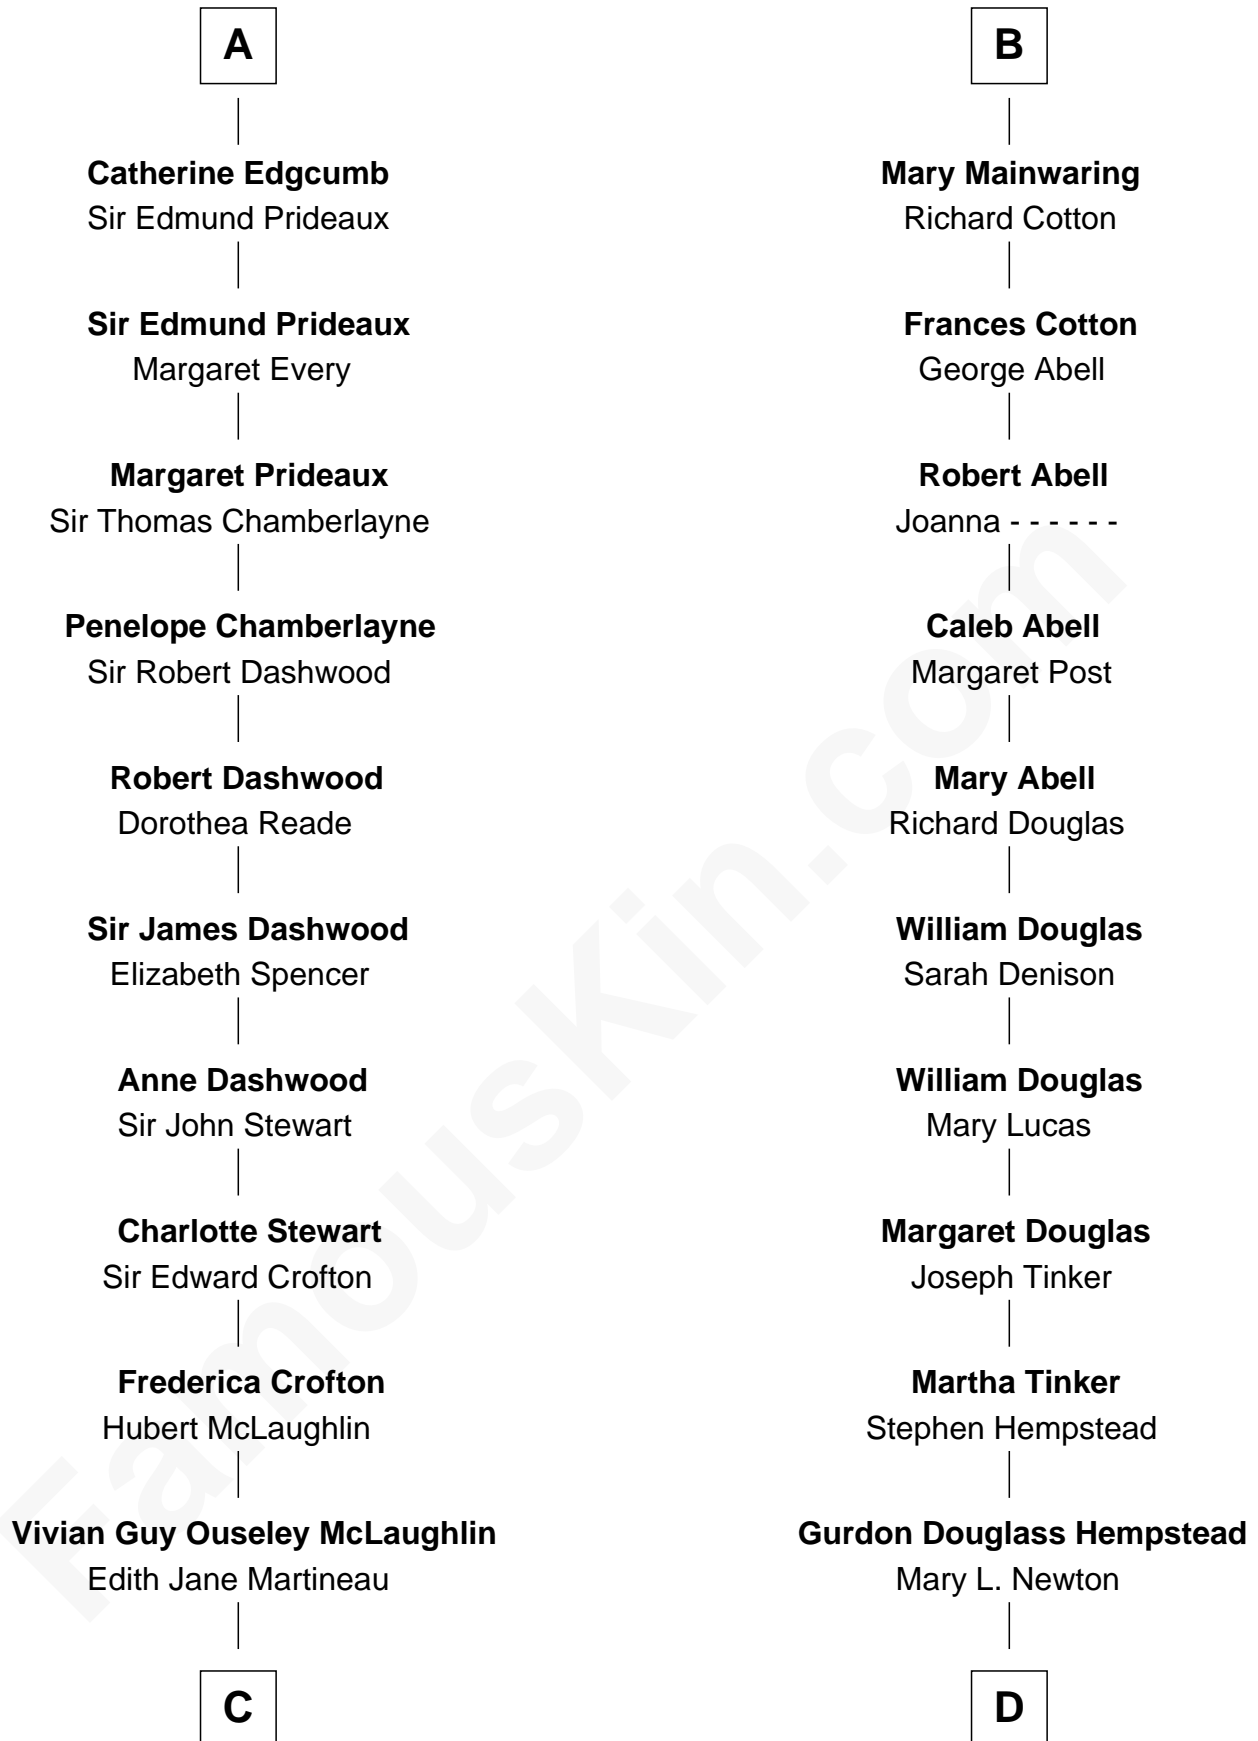 A
Catherine Edgcumb
Sir Edmund Prideaux
Sir Edmund Prideaux
Margaret Every
Margaret Prideaux
Sir Thomas Chamberlayne
Penelope Chamberlayne
Sir Robert Dashwood
Robert Dashwood
Dorothea Reade
Sir James Dashwood
Elizabeth Spencer
Anne Dashwood
Sir John Stewart
Charlotte Stewart
Sir Edward Crofton
Frederica Crofton
Hubert McLaughlin
Vivian Guy Ouseley McLaughlin
Edith Jane Martineau
C
B
Mary Mainwaring
Richard Cotton
Frances Cotton
George Abell
Robert Abell
Joanna - - - - - -
Caleb Abell
Margaret Post
Mary Abell
Richard Douglas
William Douglas
Sarah Denison
William Douglas
Mary Lucas
Margaret Douglas
Joseph Tinker
Martha Tinker
Stephen Hempstead
Gurdon Douglass Hempstead
Mary L. Newton
D
FamousKin.com